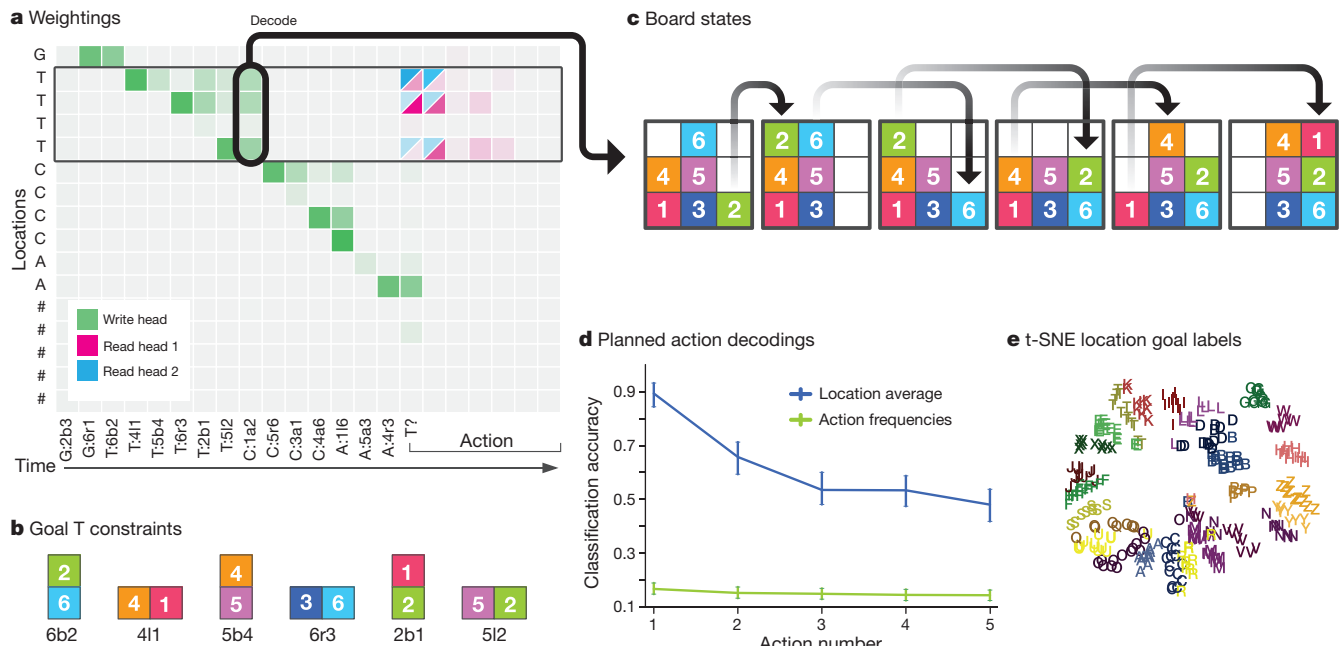 a Weightings
Decode
G
T
T
T
T
C
C
C
C
A
A
#
#
#
#
#
Locations
Write head
Read head 1
Read head 2
G:2b3 G:6r1 T:6b2 T:4l1 T:5b4 T:6r3 T:2b1 T:5l2 C:1a2 C:5r6 C:3a1 C:4a6 A:1l6 A:5a3 A:4r3 T?
Action
Time
b Goal T constraints
2 4 1
6 4 1 5 3 6 2 5 2
6b2 4l1 5b4 6r3 2b1 5l2
c Board states
6 2 6 2 4 4 1
4 5 4 5 4 5 4 5 2 5 2 5 2
1 3 2 1 3 1 3 6 1 3 6 1 3 6 3 6
d Planned action decodings
Classification accuracy
0.9
0.7
0.5
0.3
0.1
Location average
Action frequencies
1 2 3 4 5
Action number
e t-SNE location goal labels